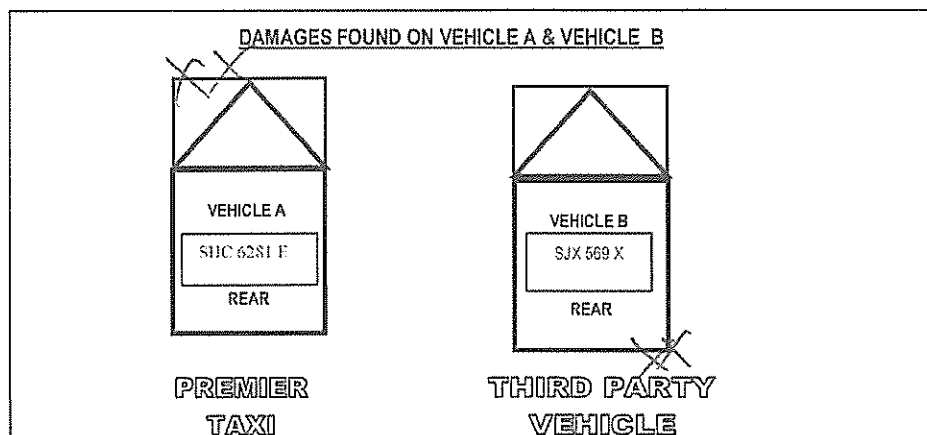 DAMAGES FOUND ON VEHICLE A & VEHICLE B
VEHICLE A
SHC 6281 E
REAR
PREMIER
TAXI
VEHICLE B
SJX 569 X
REAR
THIRD PARTY
VEHICLE